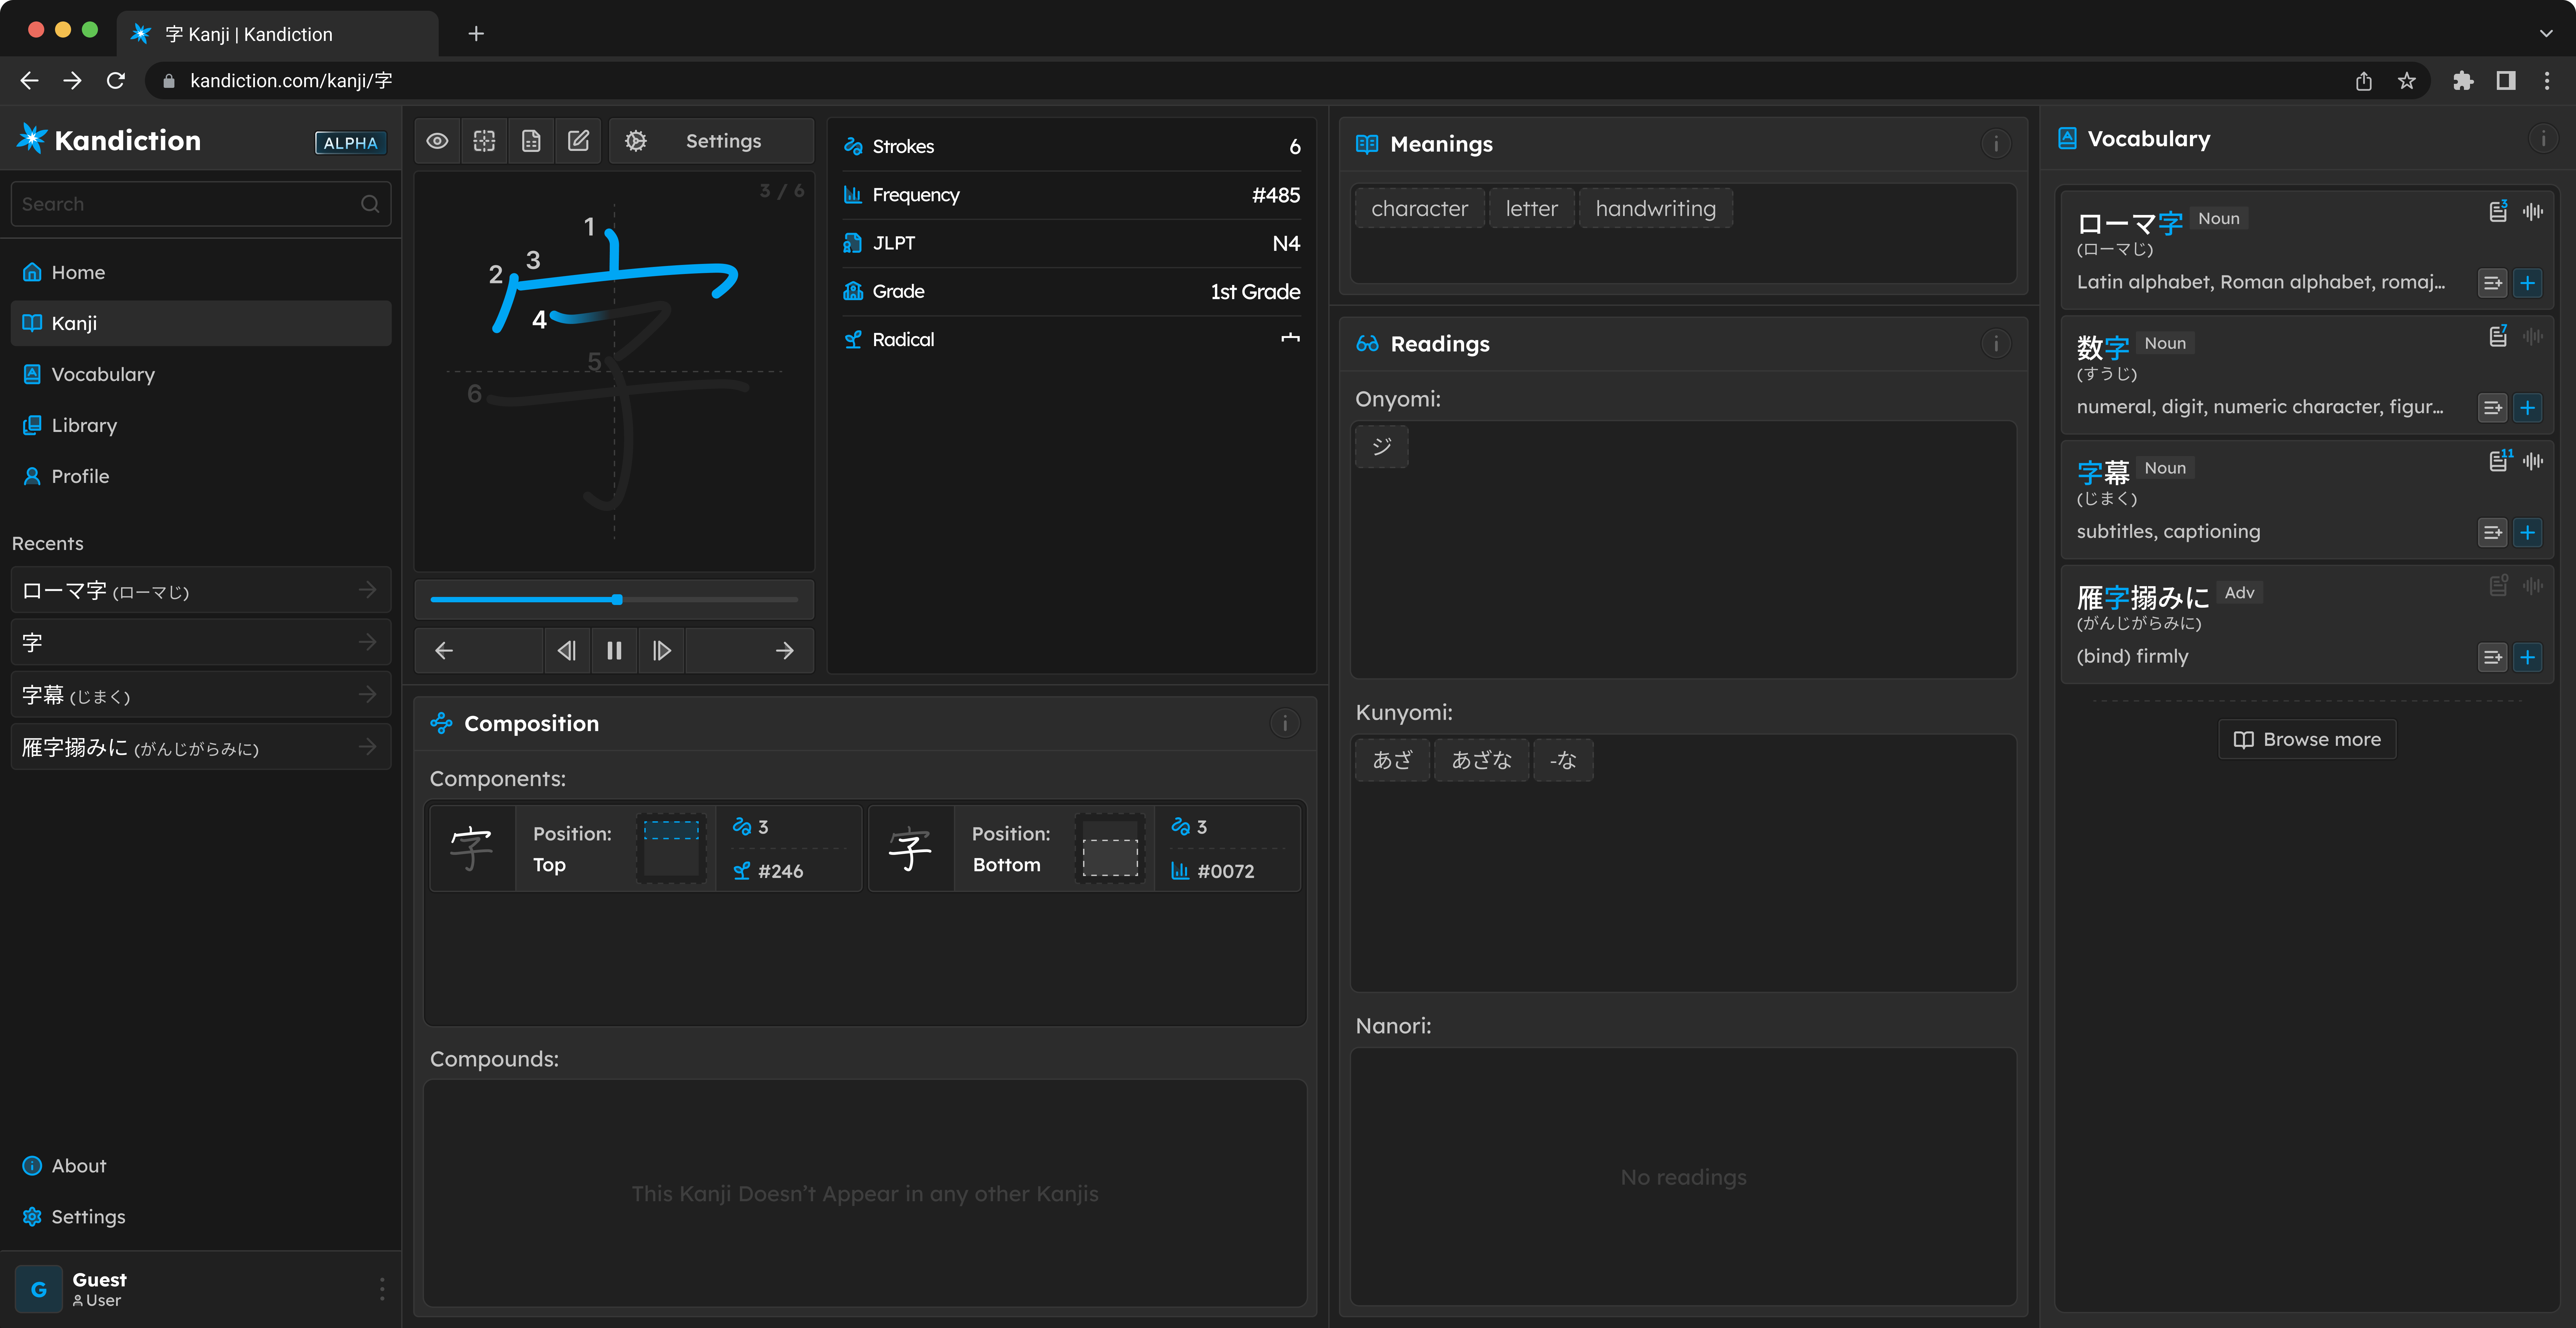 字 Kanji | Kandiction
kandiction.com/kanji/字
Kandiction
ALPHA
Search
Home
Kanji
Vocabulary
Library
Profile
Recents
ローマ字 (ローマじ)
字
字幕 (じまく)
雁字搦みに (がんじがらみに)
About
Settings
G
Guest
User
Settings
3 / 6
1
2
3
4
5
6
Strokes 6
Frequency #485
JLPT N4
Grade 1st Grade
Radical 宀
Composition
Components:
字
Position:
Top
3
#246
字
Position:
Bottom
3
#0072
Compounds:
This Kanji Doesn’t Appear in any other Kanjis
Meanings
character letter handwriting
Readings
Onyomi:
ジ
Kunyomi:
あざ あざな -な
Nanori:
No readings
Vocabulary
ローマ字 Noun
3
(ローマじ)
Latin alphabet, Roman alphabet, romaj...
数字 Noun
7
(すうじ)
numeral, digit, numeric character, figur...
字幕 Noun
11
(じまく)
subtitles, captioning
雁字搦みに Adv
0
(がんじがらみに)
(bind) firmly
Browse more